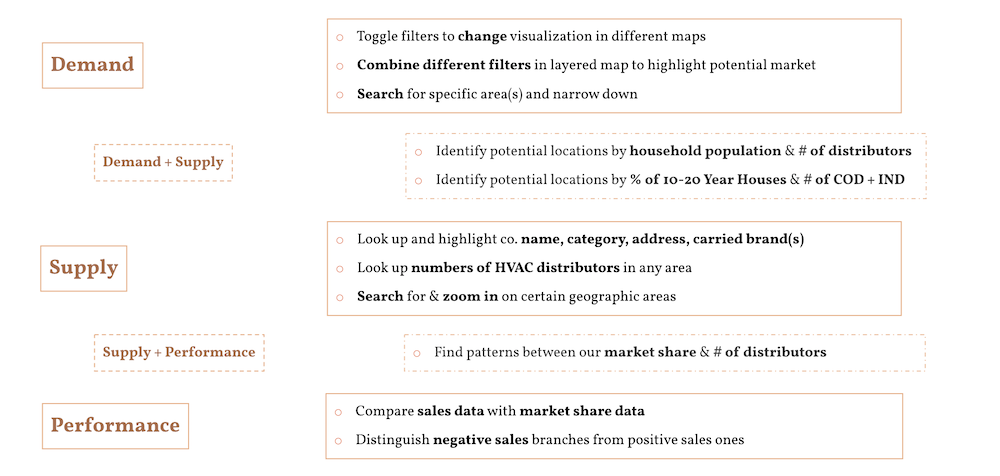 Demand
Toggle filters to change visualization in different maps
Combine different filters in layered map to highlight potential market
Search for specific area(s) and narrow down
Demand + Supply
Identify potential locations by household population & # of distributors
Identify potential locations by % of 10-20 Year Houses & # of COD + IND
Supply
Look up and highlight co. name, category, address, carried brand(s)
Look up numbers of HVAC distributors in any area
Search for & zoom in on certain geographic areas
Supply + Performance
Find patterns between our market share & # of distributors
Performance
Compare sales data with market share data
Distinguish negative sales branches from positive sales ones